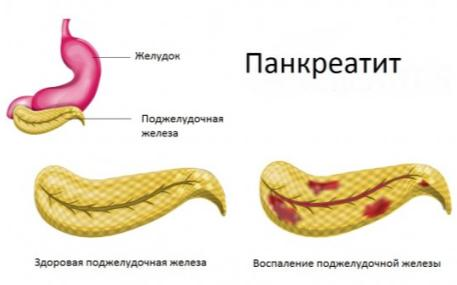 Желудок
Панкреатит
Поджелудочная
железа
Здоровая поджелудочная железа
Воспаление поджелудочной железы